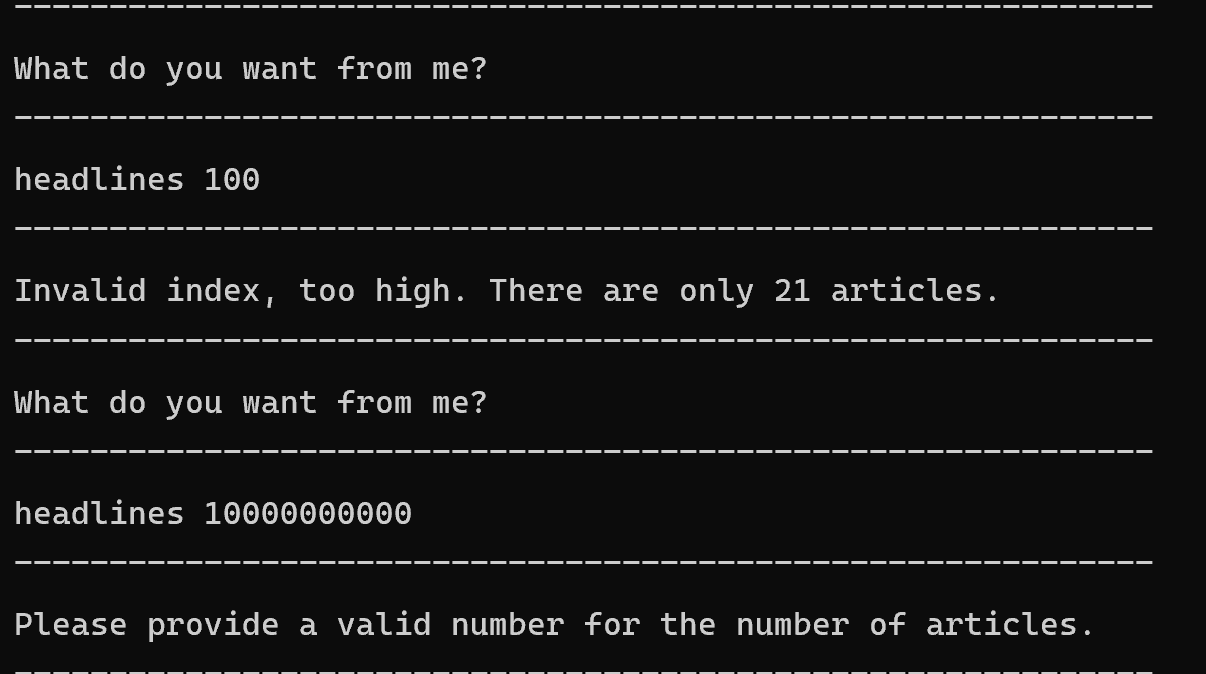 ------------------------------------------------------------
What do you want from me?
------------------------------------------------------------
headlines 100
------------------------------------------------------------
Invalid index, too high. There are only 21 articles.
------------------------------------------------------------
What do you want from me?
------------------------------------------------------------
headlines 10000000000
------------------------------------------------------------
Please provide a valid number for the number of articles.
------------------------------------------------------------